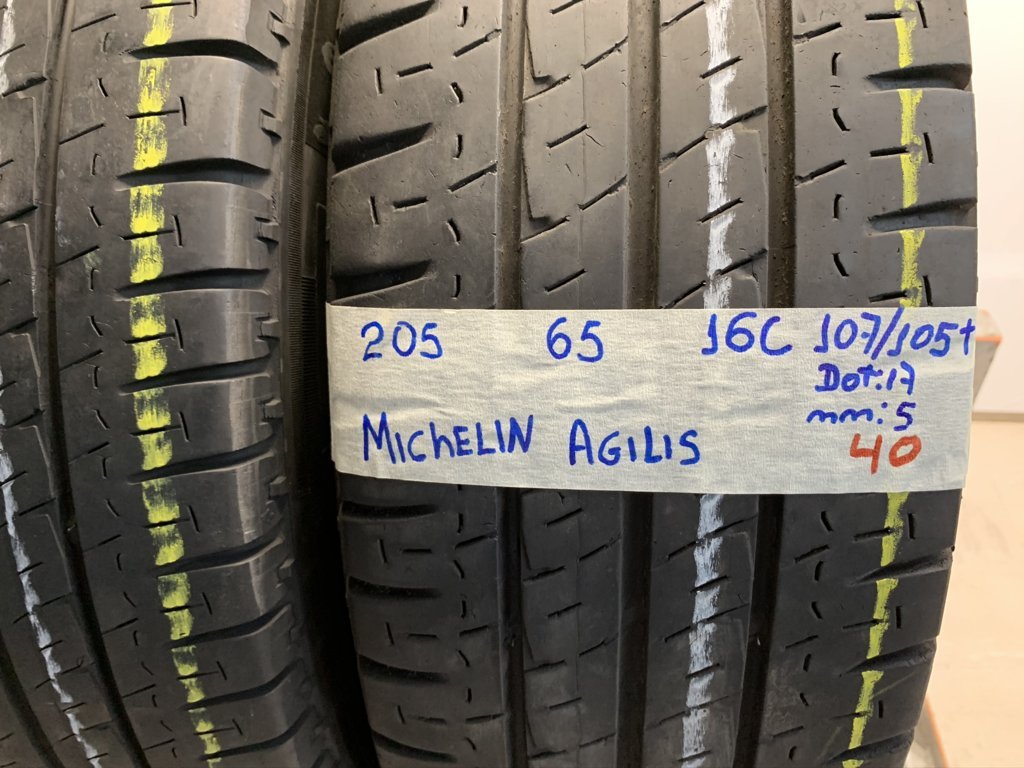 205 65 16C 107/105T
Dot:17
mm:5
MICHELIN AGILIS 40